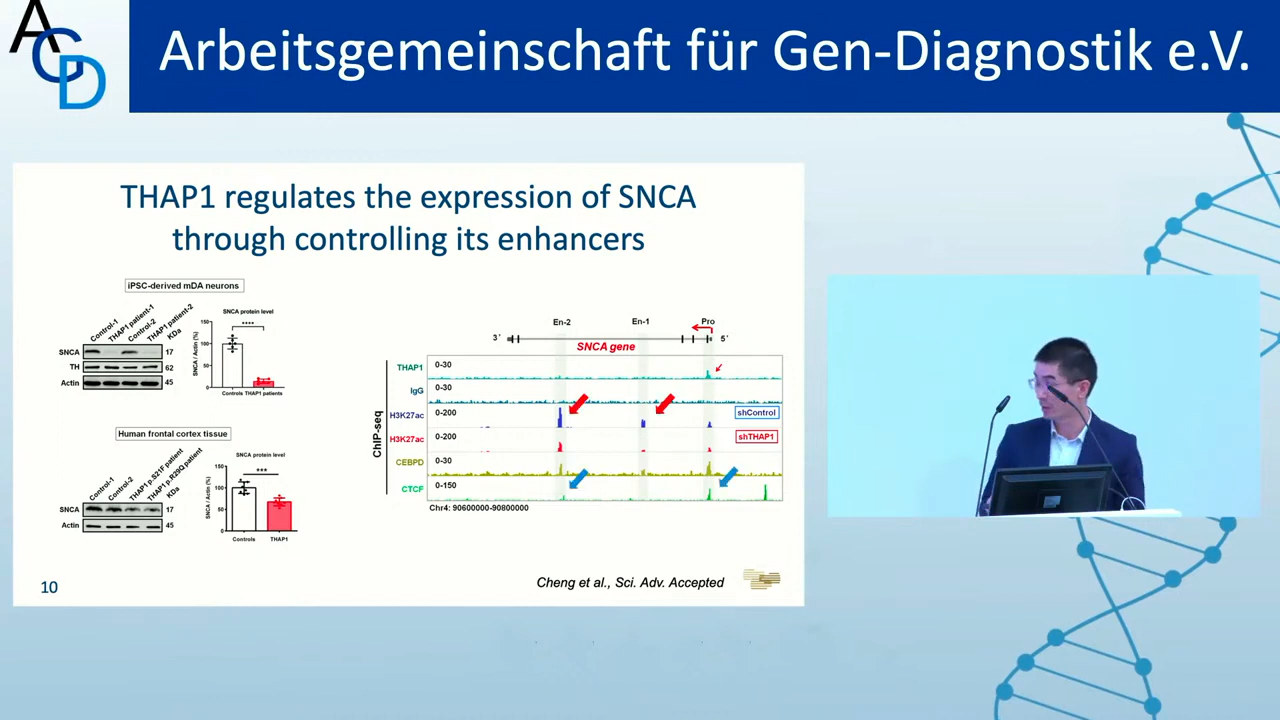 AGD
Arbeitsgemeinschaft für Gen-Diagnostik e.V.
THAP1 regulates the expression of SNCA
through controlling its enhancers
iPSC-derived mDA neurons
Control-1
THAP1 patient-1
Control-2
THAP1 patient-2
KDa
SNCA 17
TH 62
Actin 45
SNCA protein level
SNCA / Actin (%)
****
150
100
50
0
Controls THAP1 patients
Human frontal cortex tissue
Control-1
Control-2
THAP1 p.S21F patient
THAP1 p.R29Q patient
KDa
SNCA 17
Actin 45
SNCA protein level
SNCA / Actin (%)
***
150
100
50
0
Controls THAP1
En-2 En-1 Pro
3' 5'
SNCA gene
ChIP-seq
THAP1 0-30
IgG 0-30
H3K27ac 0-200 shControl
H3K27ac 0-200 shTHAP1
CEBPD 0-30
CTCF 0-150
Chr4: 90600000-90800000
10
Cheng et al., Sci. Adv. Accepted